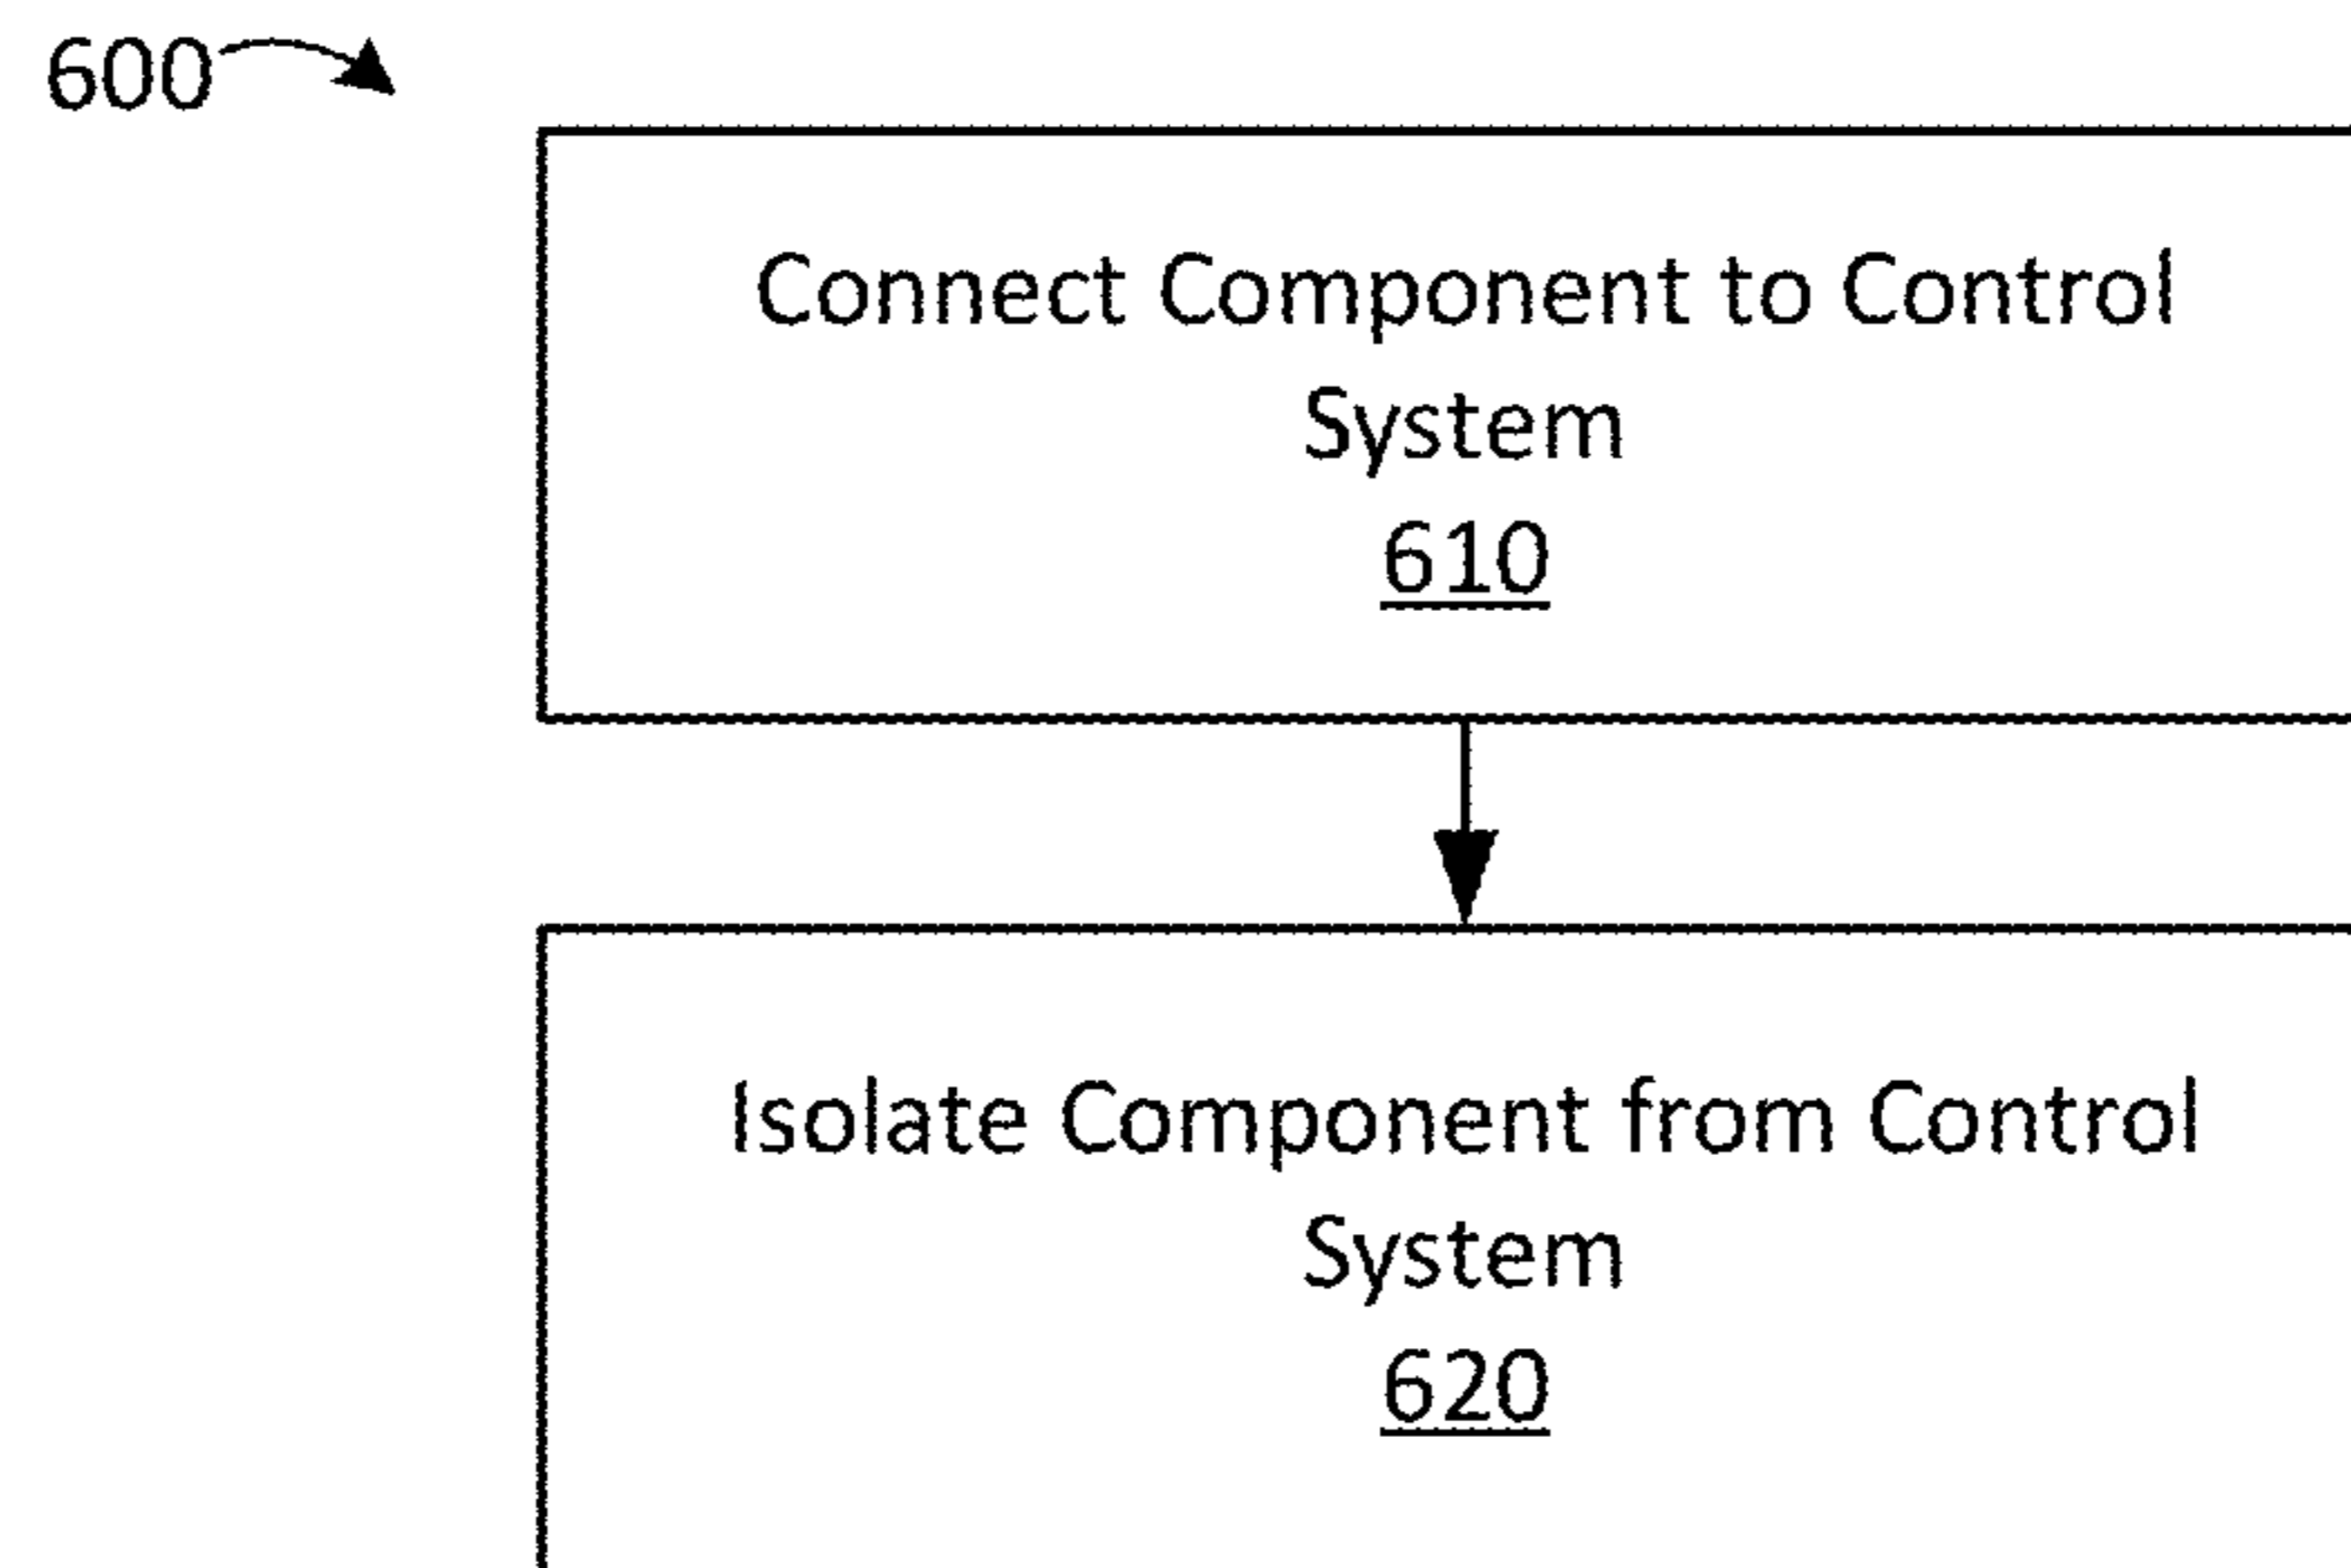 600
Connect Component to Control
System
610
Isolate Component from Control
System
620